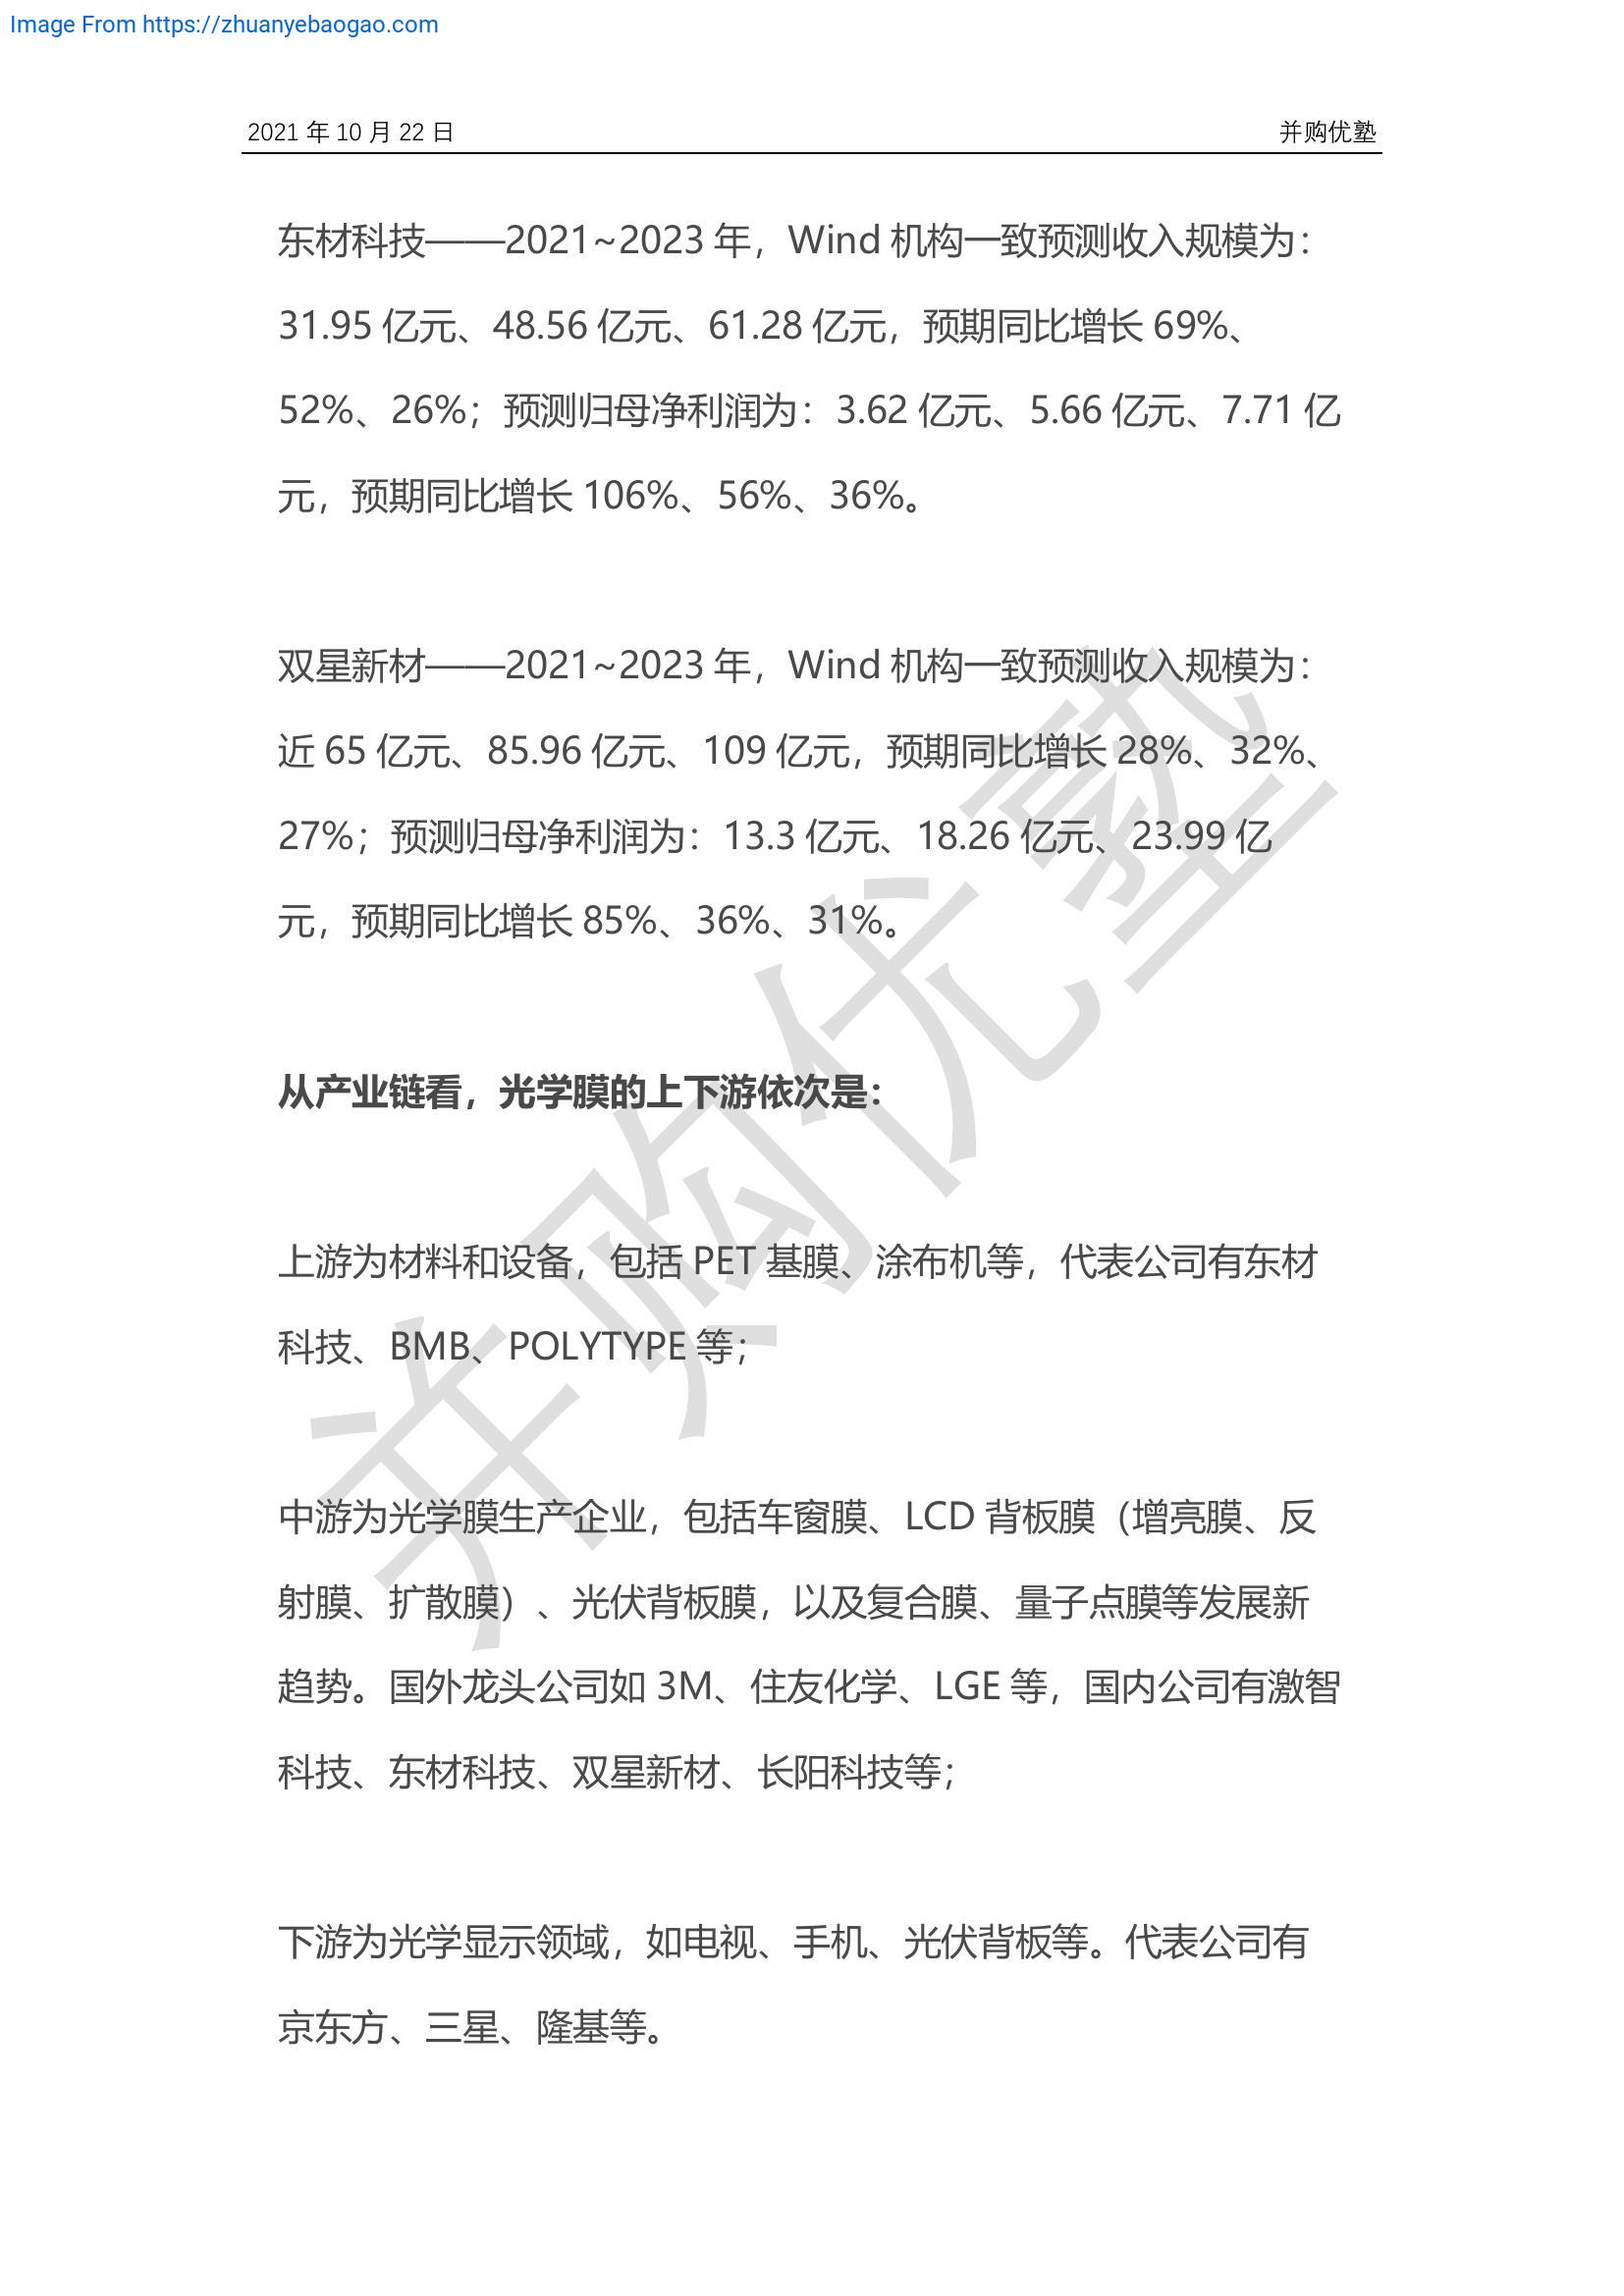 Image From https://zhuanyebaogao.com
2021 年 10 月 22 日 并购优塾
东材科技——2021~2023 年，Wind 机构一致预测收入规模为：
31.95 亿元、48.56 亿元、61.28 亿元，预期同比增长 69%、
52%、26%；预测归母净利润为：3.62 亿元、5.66 亿元、7.71 亿
元，预期同比增长 106%、56%、36%。
双星新材——2021~2023 年，Wind 机构一致预测收入规模为：
近 65 亿元、85.96 亿元、109 亿元，预期同比增长 28%、32%、
27%；预测归母净利润为：13.3 亿元、18.26 亿元、23.99 亿
元，预期同比增长 85%、36%、31%。
从产业链看，光学膜的上下游依次是：
上游为材料和设备，包括 PET 基膜、涂布机等，代表公司有东材
科技、BMB、POLYTYPE 等；
中游为光学膜生产企业，包括车窗膜、LCD 背板膜（增亮膜、反
射膜、扩散膜）、光伏背板膜，以及复合膜、量子点膜等发展新
趋势。国外龙头公司如 3M、住友化学、LGE 等，国内公司有激智
科技、东材科技、双星新材、长阳科技等；
下游为光学显示领域，如电视、手机、光伏背板等。代表公司有
京东方、三星、隆基等。
并购优塾